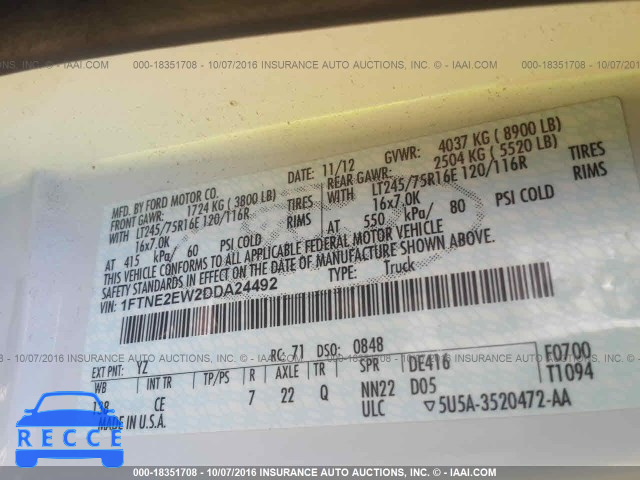 000-18351708 - 10/07/2016 INSURANCE AUTO AUCTIONS, INC. © - IAAI.COM
MFD. BY FORD MOTOR CO. DATE: 11/12 GVWR: 4037 KG ( 8900 LB)
FRONT GAWR: 1724 KG ( 3800 LB) REAR GAWR: 2504 KG ( 5520 LB)
WITH LT245/75R16E 120/116R TIRES WITH LT245/75R16E 120/116R TIRES
16x7.0K RIMS 16x7.0K RIMS
AT 415 kPa/ 60 PSI COLD AT 550 kPa/ 80 PSI COLD
THIS VEHICLE CONFORMS TO ALL APPLICABLE FEDERAL MOTOR VEHICLE
SAFETY STANDARDS IN EFFECT ON THE DATE OF MANUFACTURE SHOWN ABOVE.
VIN: 1FTNE2EW2DDA24492 TYPE: Truck
EXT PNT: YZ RC: 71 DSO: 0848
WB INT TR TP/PS R AXLE TR SPR DE416 F0700
138 CE 7 22 Q NN22 D05 T1094
MADE IN U.S.A. ULC ▽5U5A-3520472-AA
RECCE
000-18351708 - 10/07/2016 INSURANCE AUTO AUCTIONS, INC. © - IAAI.COM